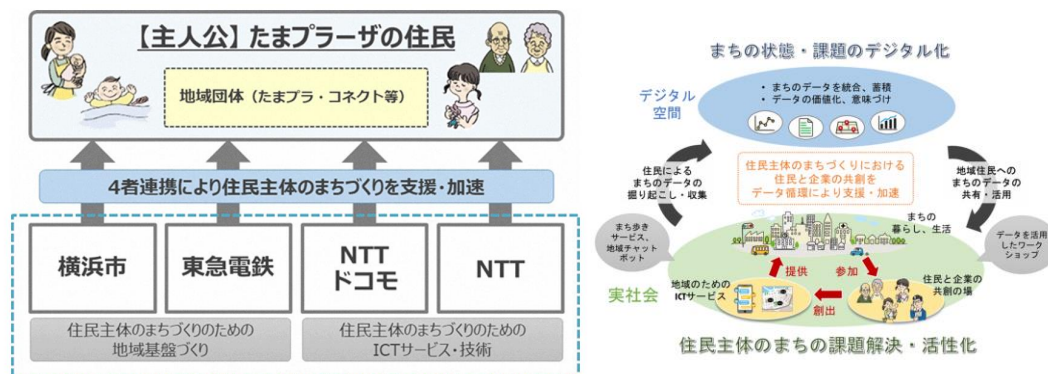 【主人公】たまプラーザの住民
地域団体（たまプラ・コネクト等）
4者連携により住民主体のまちづくりを支援・加速
横浜市
東急電鉄
NTT
ドコモ
NTT
住民主体のまちづくりのための
地域基盤づくり
住民主体のまちづくりのための
ICTサービス・技術
まちの状態・課題のデジタル化
デジタル
空間
• まちのデータを統合、蓄積
• データの価値化、意味づけ
住民による
まちのデータの
掘り起こし・収集
住民主体のまちづくりにおける
住民と企業の共創を
データ循環により支援・加速
地域住民への
まちのデータの
共有・活用
まち歩き
サービス、
地域チャット
ボット
まちの
暮らし、生活
データを活用
したワーク
ショップ
提供
参加
地域のための
ICTサービス
住民と企業の
共創の場
創出
実社会
住民主体のまちの課題解決・活性化